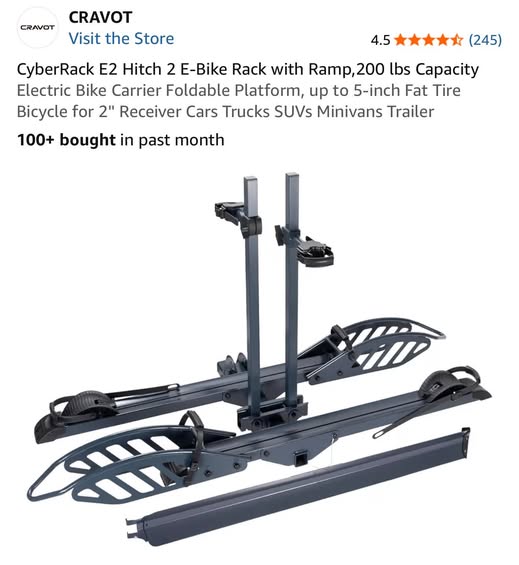 CRAVOT
CRAVOT
Visit the Store
4.5 (245)
CyberRack E2 Hitch 2 E-Bike Rack with Ramp,200 lbs Capacity
Electric Bike Carrier Foldable Platform, up to 5-inch Fat Tire
Bicycle for 2" Receiver Cars Trucks SUVs Minivans Trailer
100+ bought in past month